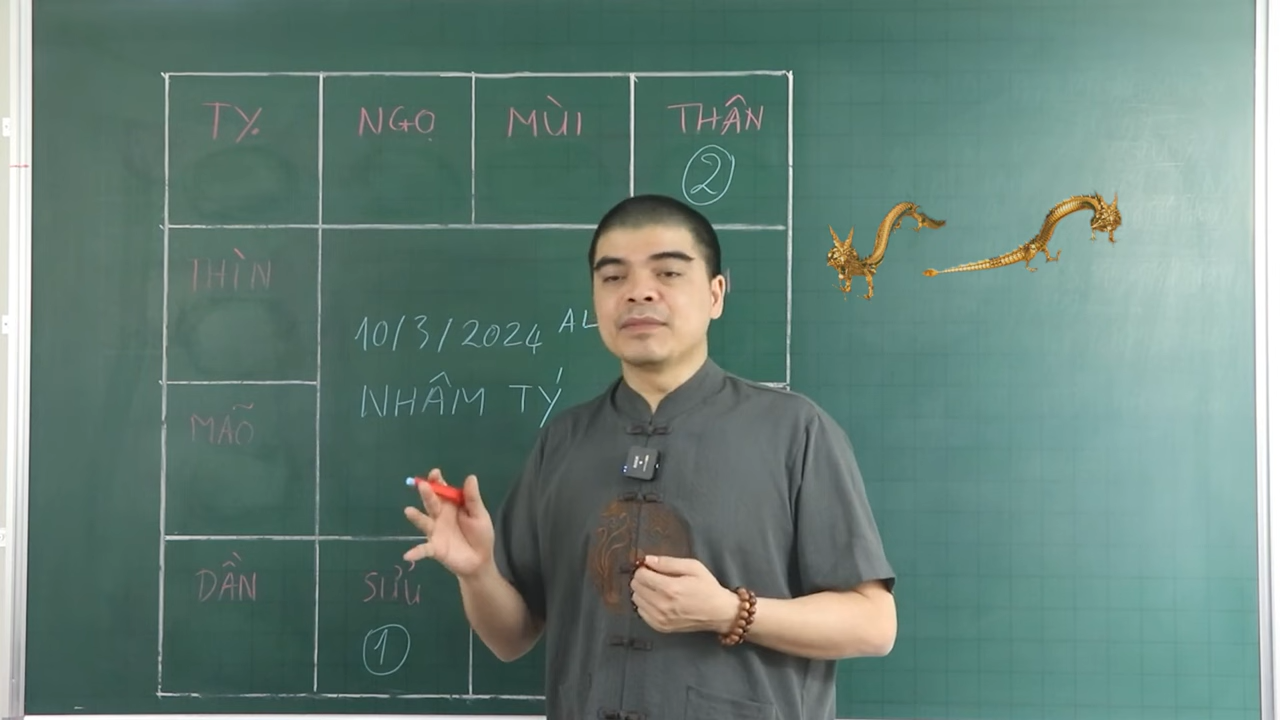 TỴ
NGỌ
MÙI
THÂN
2
THÌN
10/3/2024 AL
NHÂM TÝ
MÃO
DẦN
SỬU
1